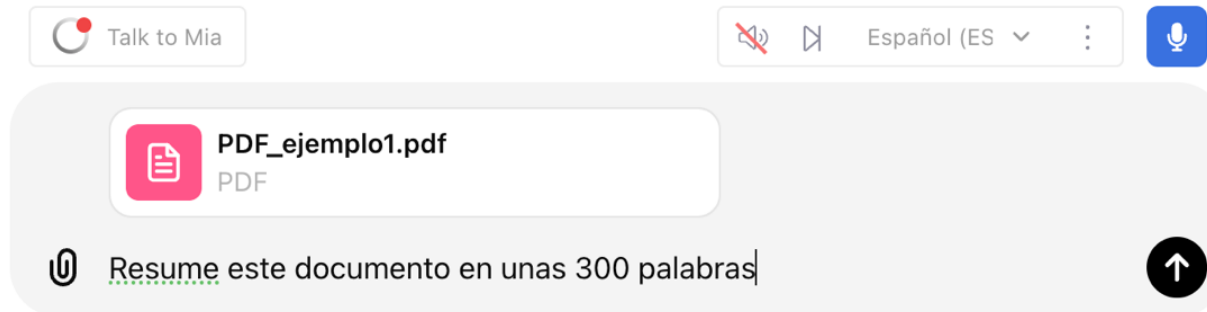 Talk to Mia
Español (ES
PDF_ejemplo1.pdf
PDF
Resume este documento en unas 300 palabras